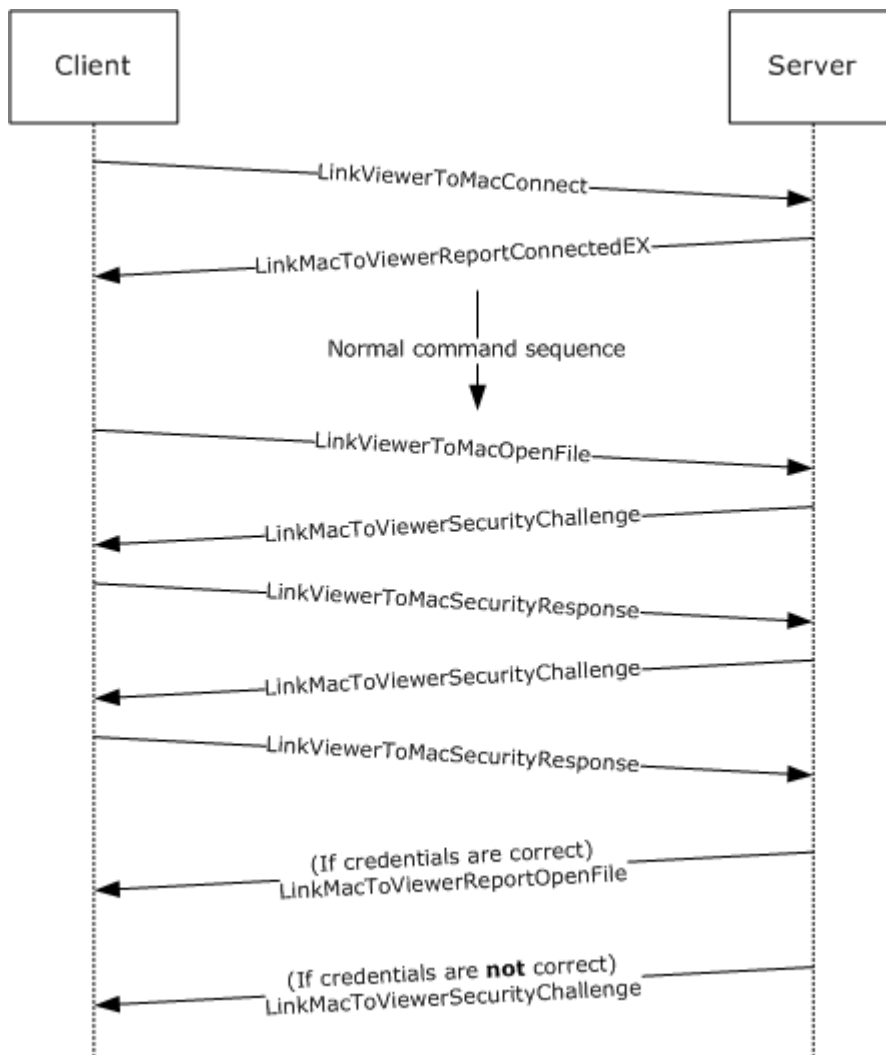 Client
Server
LinkViewerToMacConnect
LinkMacToViewerReportConnectedEX
Normal command sequence
LinkViewerToMacOpenFile
LinkMacToViewerSecurityChallenge
LinkViewerToMacSecurityResponse
LinkMacToViewerSecurityChallenge
LinkViewerToMacSecurityResponse
(If credentials are correct)
LinkMacToViewerReportOpenFile
(If credentials are not correct)
LinkMacToViewerSecurityChallenge